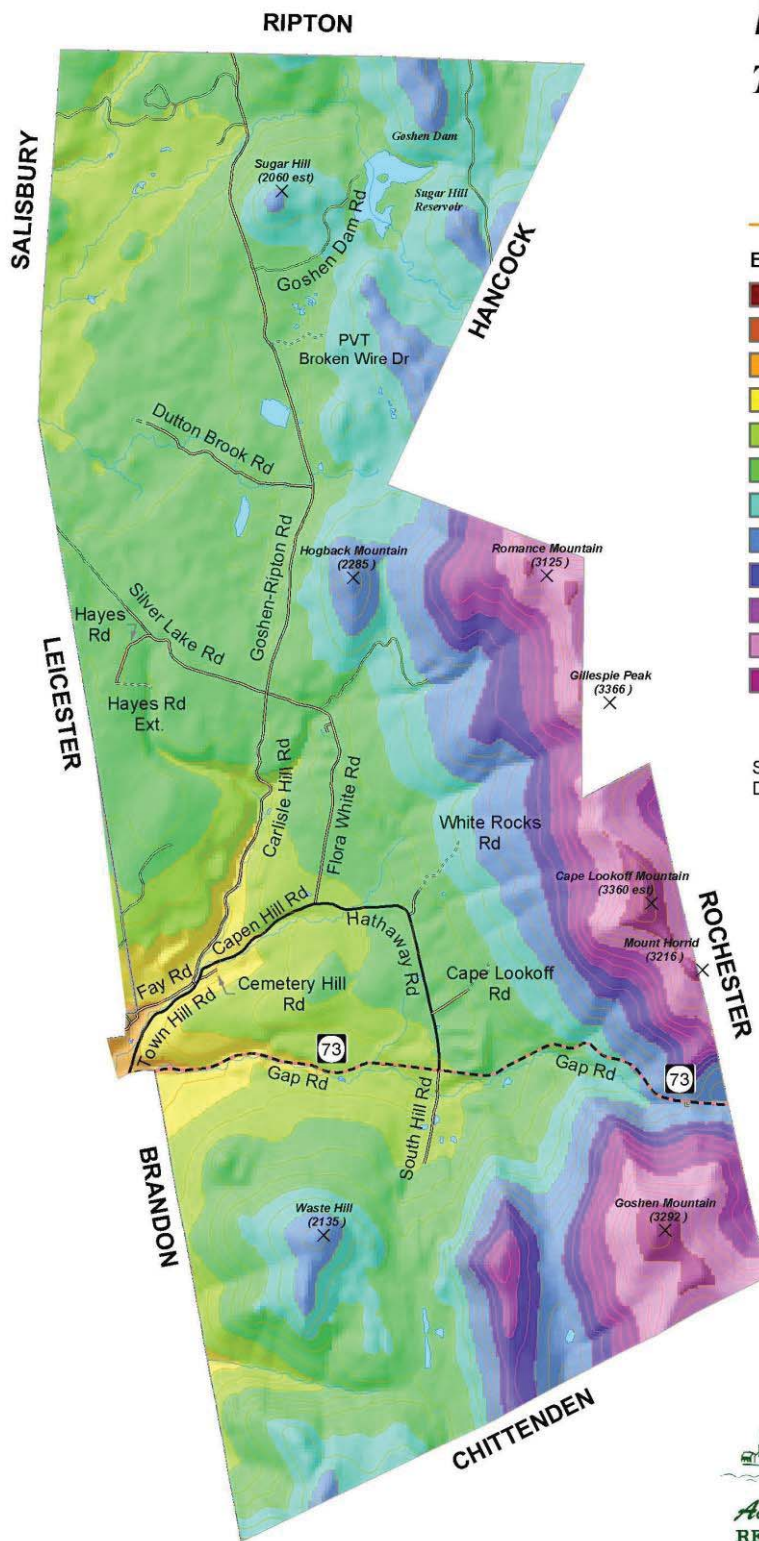 RIPTON
SALISBURY
Goshen Dam
Sugar Hill
(2060 est)
Sugar Hill
Reservoir
Goshen Dam Rd
HANCOCK
PVT
Broken Wire Dr
Dutton Brook Rd
Goshen-Ripton Rd
Hogback Mountain
(2285 )
Romance Mountain
(3125 )
Silver Lake Rd
Hayes
Rd
LEICESTER
Hayes Rd
Ext.
Gillespie Peak
(3366 )
Carlisle Hill Rd
Flora White Rd
White Rocks
Rd
Cape Lookoff Mountain
(3360 est)
Capen Hill Rd
Hathaway Rd
Mount Horrid
(3216 )
ROCHESTER
Fay Rd
Cemetery Hill
Rd
Cape Lookoff
Rd
Town Hill Rd
73
Gap Rd
Gap Rd
73
South Hill Rd
BRANDON
Waste Hill
(2135 )
Goshen Mountain
(3292 )
CHITTENDEN